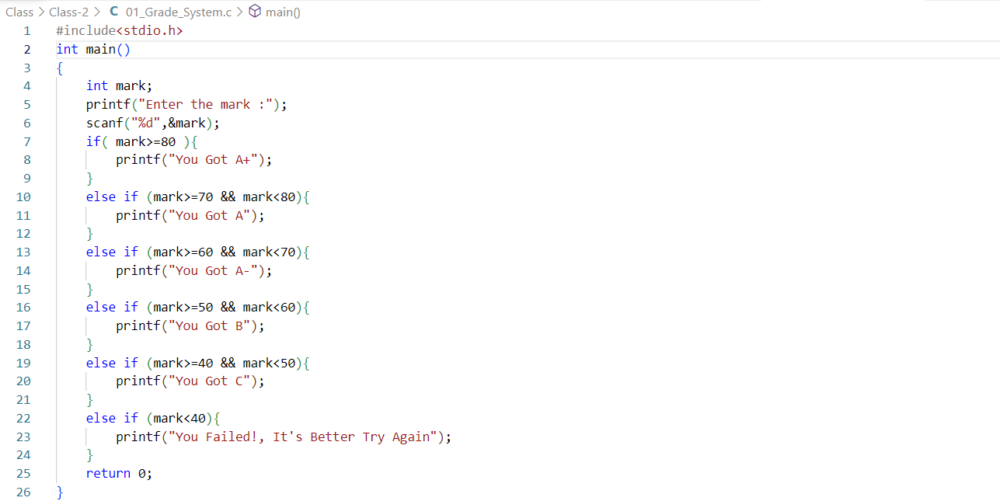 Class > Class-2 > C 01_Grade_System.c > main()
1 #include<stdio.h>
2 int main()
3 {
4     int mark;
5     printf("Enter the mark :");
6     scanf("%d",&mark);
7     if( mark>=80 ){
8         printf("You Got A+");
9     }
10     else if (mark>=70 && mark<80){
11         printf("You Got A");
12     }
13     else if (mark>=60 && mark<70){
14         printf("You Got A-");
15     }
16     else if (mark>=50 && mark<60){
17         printf("You Got B");
18     }
19     else if (mark>=40 && mark<50){
20         printf("You Got C");
21     }
22     else if (mark<40){
23         printf("You Failed!, It's Better Try Again");
24     }
25     return 0;
26 }